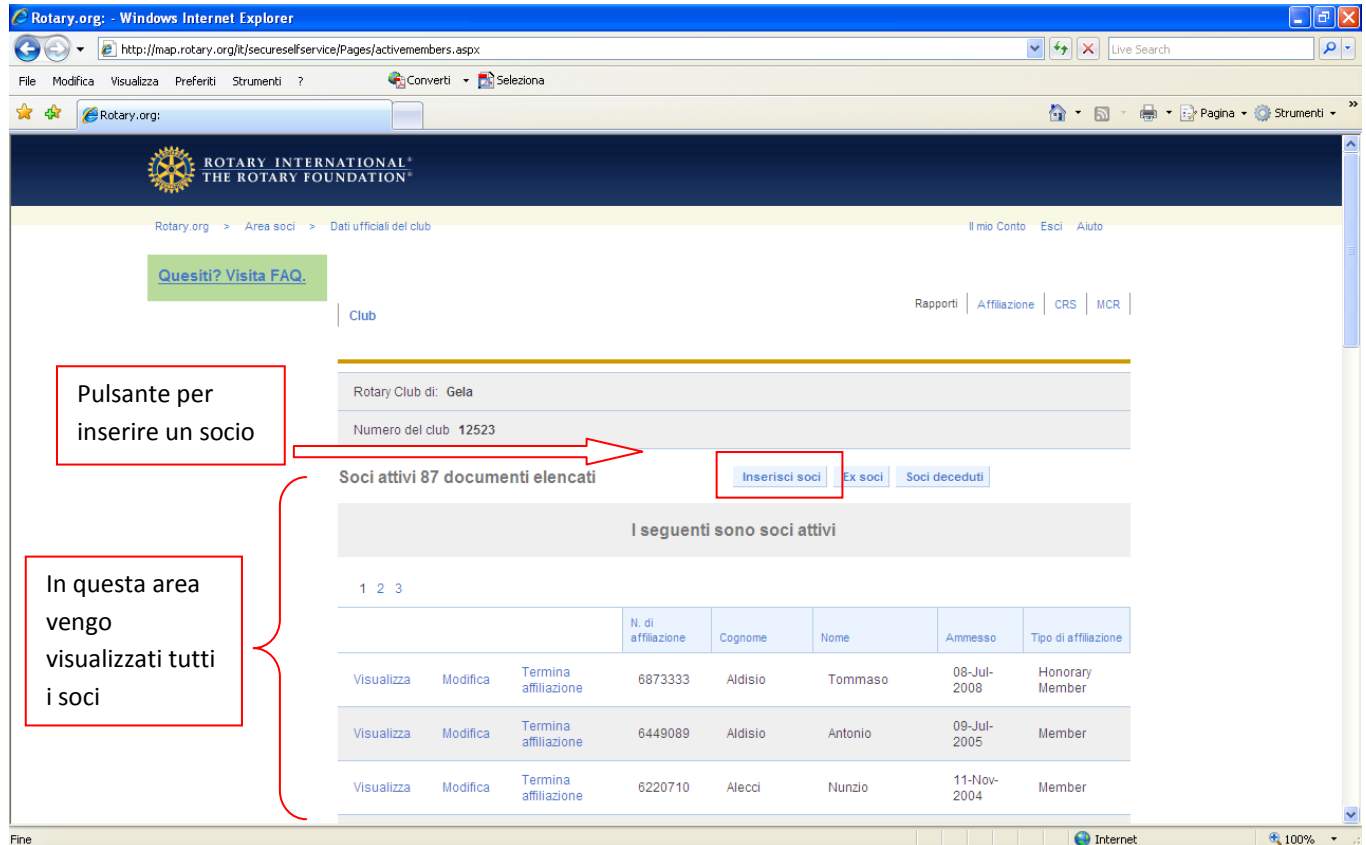 Rotary.org: - Windows Internet Explorer
http://map.rotary.org/it/secureselfservice/Pages/activemembers.aspx
Live Search
File Modifica Visualizza Preferiti Strumenti ? Converti Seleziona
Rotary.org: Pagina Strumenti »
ROTARY INTERNATIONAL®
THE ROTARY FOUNDATION®
Rotary.org > Area soci > Dati ufficiali del club Il mio Conto Esci Aiuto
Quesiti? Visita FAQ.
Rapporti Affiliazione CRS MCR
Club
Pulsante per
inserire un socio
Rotary Club di: Gela
Numero del club 12523
Soci attivi 87 documenti elencati Inserisci soci Ex soci Soci deceduti
I seguenti sono soci attivi
In questa area
vengo
visualizzati tutti
i soci
1 2 3
N. di
affiliazione Cognome Nome Ammesso Tipo di affiliazione
Visualizza Modifica Termina
affiliazione 6873333 Aldisio Tommaso 08-Jul-
2008 Honorary
Member
Visualizza Modifica Termina
affiliazione 6449089 Aldisio Antonio 09-Jul-
2005 Member
Visualizza Modifica Termina
affiliazione 6220710 Alecci Nunzio 11-Nov-
2004 Member
Fine Internet 100%